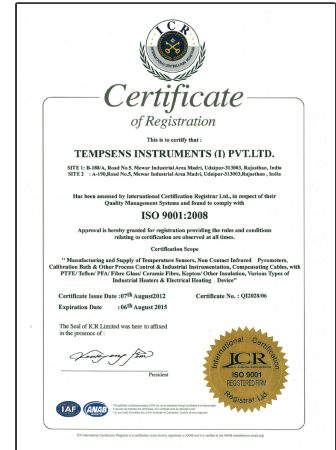 ICR
Certificate
of Registration
This is to certify that :
TEMPSENS INSTRUMENTS (I) PVT.LTD.
SITE 1: B-188/A, Road No.5, Mewar Industrial Area Madri, Udaipur-313003, Rajasthan, India
SITE 2 : A-190,Road No.5, Mewar Industrial Area Madri, Udaipur-313003,Rajasthan , India
Has been assessed by International Certification Registrar Ltd., in respect of their
Quality Management Systems and found to comply with
ISO 9001:2008
Approval is hereby granted for registration providing the rules and conditions
relating to certification are observed at all times.
Certification Scope
" Manufacturing and Supply of Temperature Sensors, Non Contact Infrared Pyrometers,
Calibration Bath & Other Process Control & Industrial Instrumentation, Compensating Cables, with
PTFE/ Teflon/ PFA/ Fibre Glass/ Ceramic Fibres, Kapton/ Other Insulation, Various Types of
Industrial Heaters & Electrical Heating Device"
Certificate Issue Date :07th August2012 Certificate No. : QI2028/06
Expiration Date :06th August 2015
The Seal of ICR Limited was here to affixed
in the presence of :
President
International Certification
ICR
ISO 9001
REGISTERED FIRM
Registrar Ltd.
IAF
ANAB